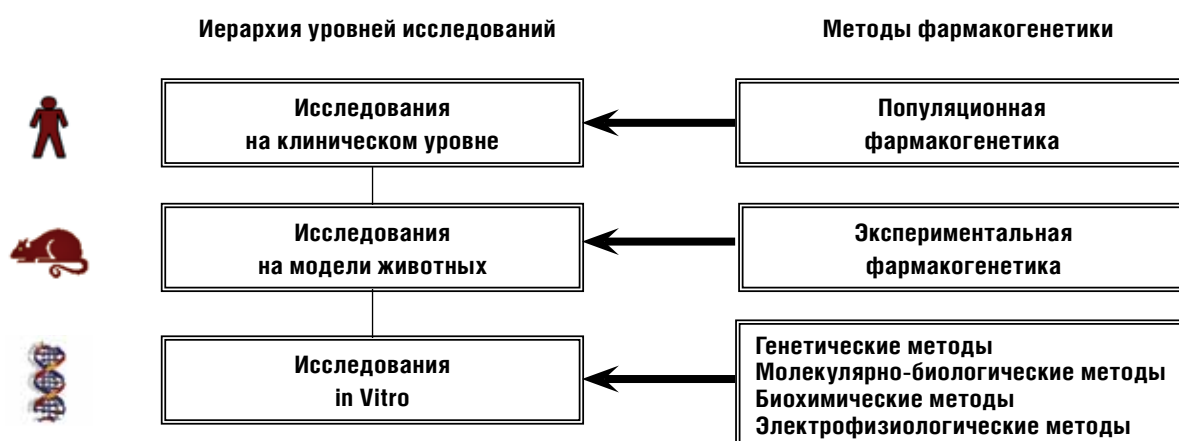 Иерархия уровней исследований
Методы фармакогенетики
Исследования
на клиническом уровне
Популяционная
фармакогенетика
Исследования
на модели животных
Экспериментальная
фармакогенетика
Исследования
in Vitro
Генетические методы
Молекулярно-биологические методы
Биохимические методы
Электрофизиологические методы